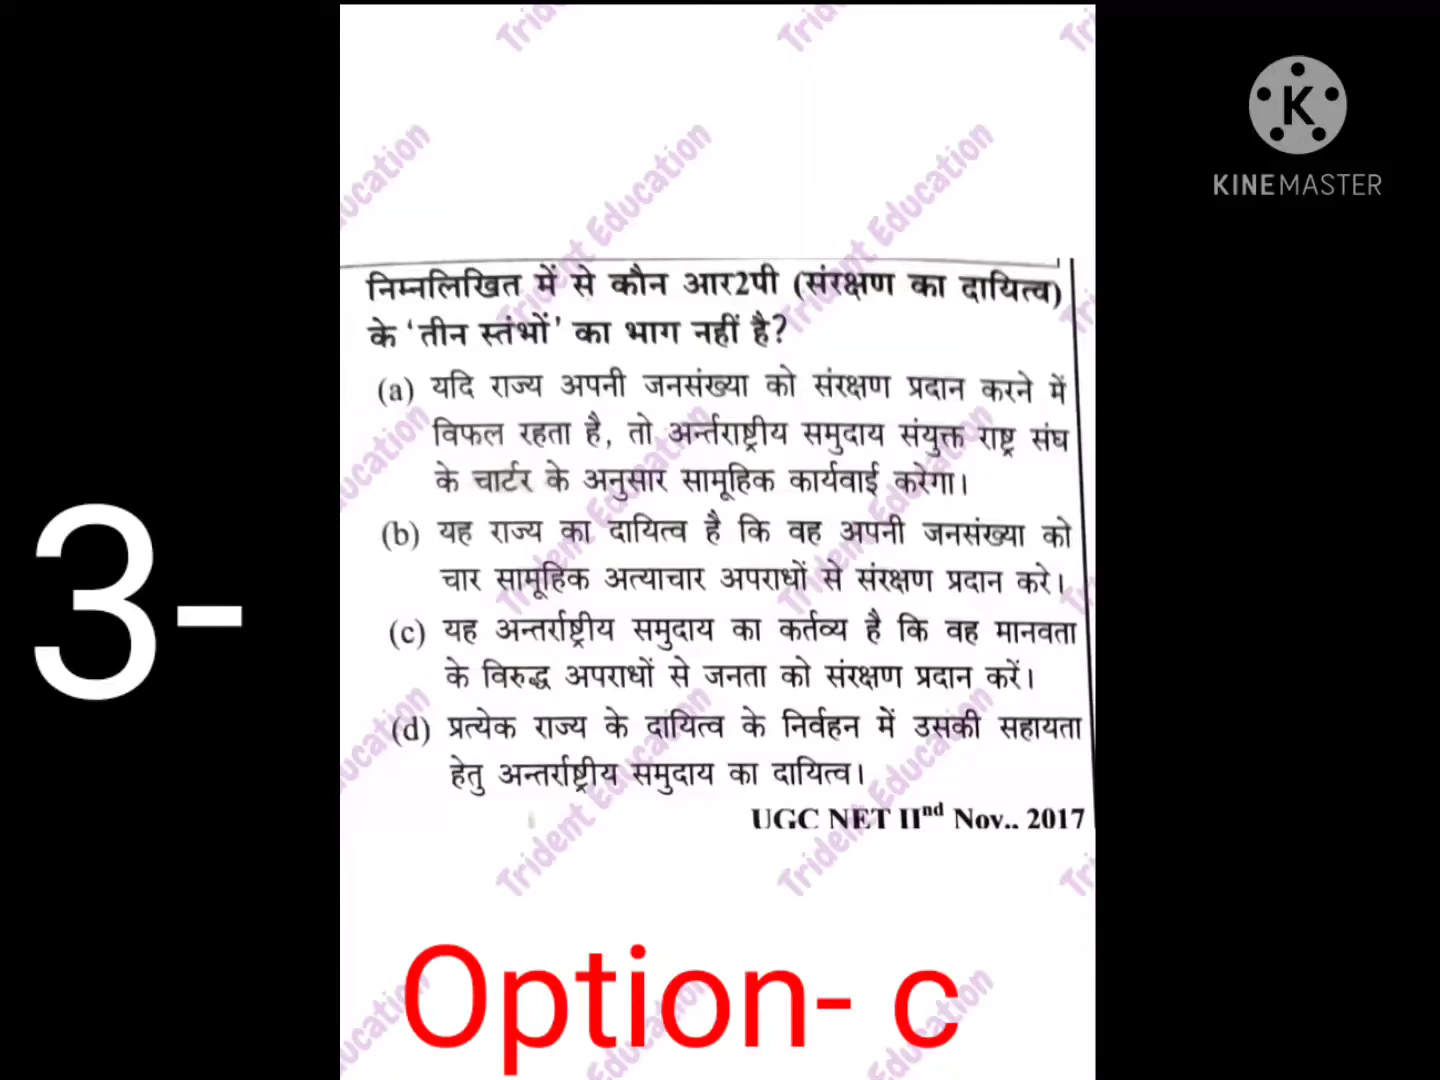 KINEMASTER
निम्नलिखित में से कौन आर2पी (संरक्षण का दायित्व)
के 'तीन स्तंभों' का भाग नहीं है?
(a) यदि राज्य अपनी जनसंख्या को संरक्षण प्रदान करने में
विफल रहता है, तो अर्न्तराष्ट्रीय समुदाय संयुक्त राष्ट्र संघ
के चार्टर के अनुसार सामूहिक कार्यवाई करेगा।
(b) यह राज्य का दायित्व है कि वह अपनी जनसंख्या को
चार सामूहिक अत्याचार अपराधों से संरक्षण प्रदान करे।
(c) यह अन्तर्राष्ट्रीय समुदाय का कर्तव्य है कि वह मानवता
के विरुद्ध अपराधों से जनता को संरक्षण प्रदान करें।
(d) प्रत्येक राज्य के दायित्व के निर्वहन में उसकी सहायता
हेतु अन्तर्राष्ट्रीय समुदाय का दायित्व।
UGC NET IInd Nov.. 2017
3-
Option- c
Trident Education